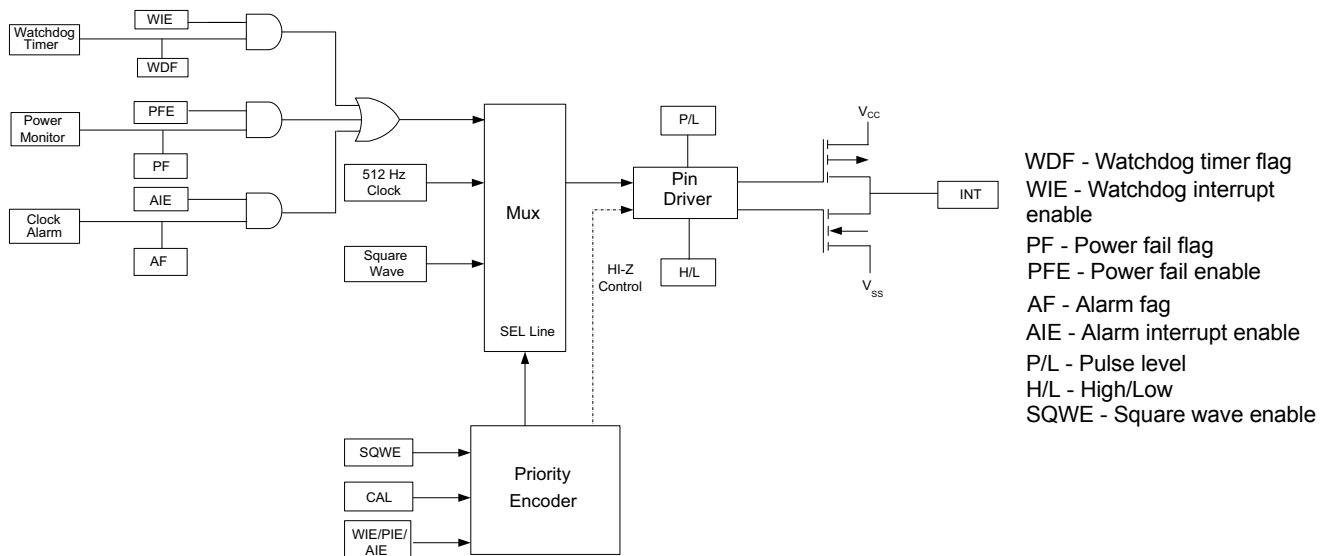 WIE
Watchdog
Timer
WDF
PFE
Power
Monitor
PF
AIE
Clock
Alarm
AF
512 Hz
Clock
Square
Wave
Mux
SEL Line
P/L
Pin
Driver
H/L
HI-Z
Control
VCC
VSS
INT
SQWE
CAL
WIE/PIE/
AIE
Priority
Encoder
WDF - Watchdog timer flag
WIE - Watchdog interrupt
enable
PF - Power fail flag
PFE - Power fail enable
AF - Alarm fag
AIE - Alarm interrupt enable
P/L - Pulse level
H/L - High/Low
SQWE - Square wave enable